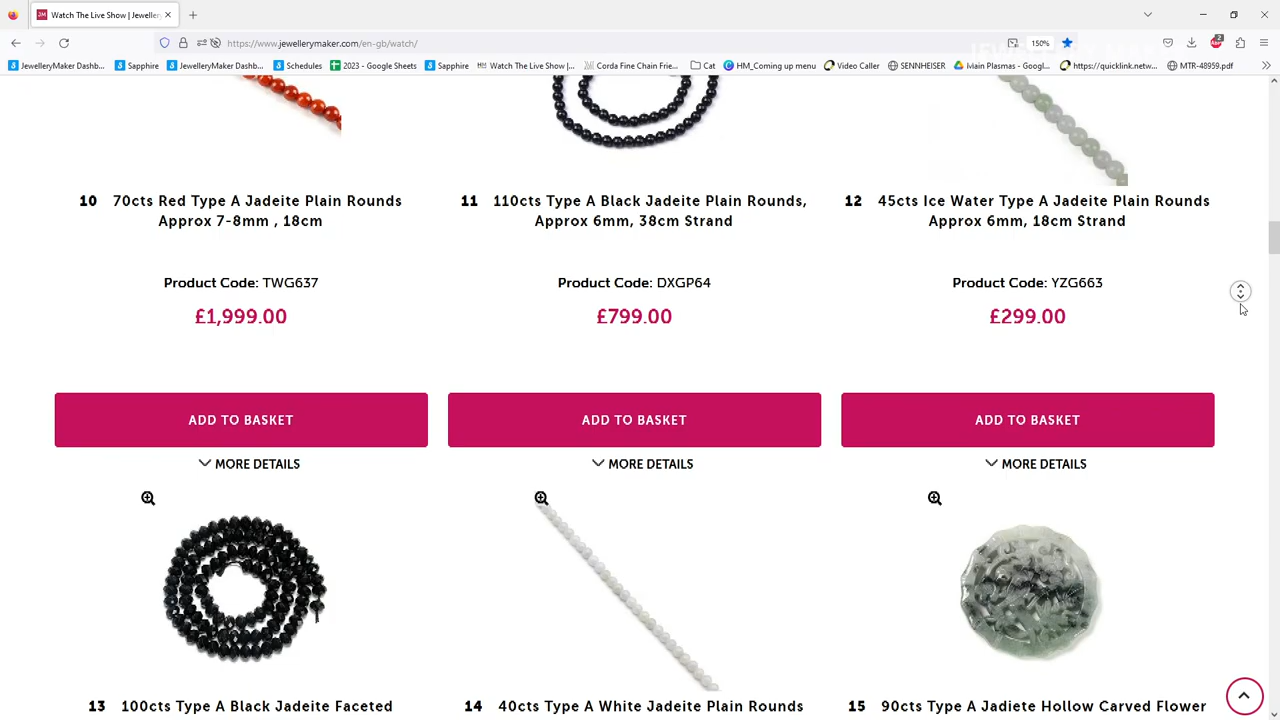 Watch The Live Show | Jeweller
https://www.jewellerymaker.com/en-gb/watch/
150%
JewelleryMaker Dashb...
Sapphire
JewelleryMaker Dashb...
Schedules
2023 - Google Sheets
Sapphire
Watch The Live Show |...
Corda Fine Chain Frie...
Cat
HM_Coming up menu
Video Caller
SENNHEISER
Main Plasmas - Googl...
https://quicklink.netw...
MTR-48959.pdf
10 70cts Red Type A Jadeite Plain Rounds
Approx 7-8mm , 18cm
Product Code: TWG637
£1,999.00
ADD TO BASKET
MORE DETAILS
11 110cts Type A Black Jadeite Plain Rounds,
Approx 6mm, 38cm Strand
Product Code: DXGP64
£799.00
ADD TO BASKET
MORE DETAILS
12 45cts Ice Water Type A Jadeite Plain Rounds
Approx 6mm, 18cm Strand
Product Code: YZG663
£299.00
ADD TO BASKET
MORE DETAILS
13 100cts Type A Black Jadeite Faceted
14 40cts Type A White Jadeite Plain Rounds
15 90cts Type A Jadiete Hollow Carved Flower